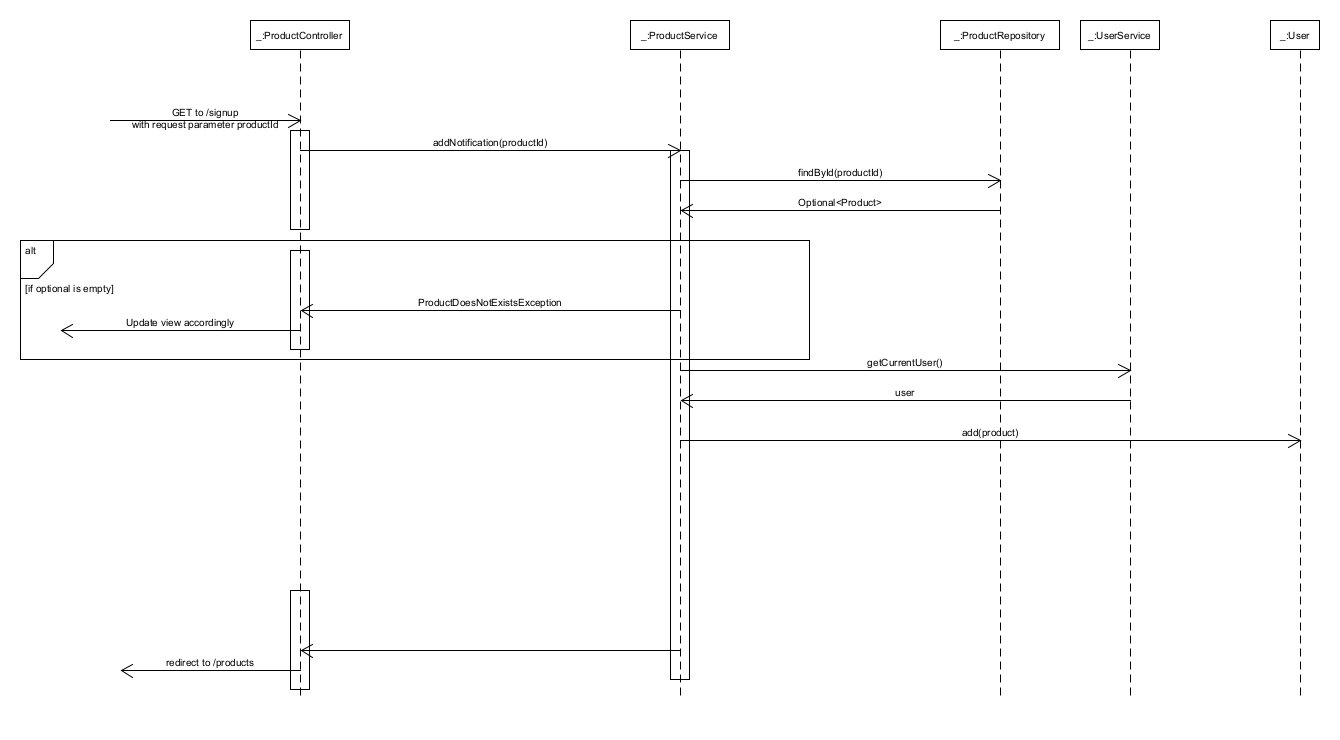 _:ProductController
_:ProductService
_:ProductRepository
_:UserService
_:User
GET to /signup
with request parameter productId
addNotification(productId)
findById(productId)
Optional<Product>
alt
[if optional is empty]
ProductDoesNotExistsException
Update view accordingly
getCurrentUser()
user
add(product)
redirect to /products